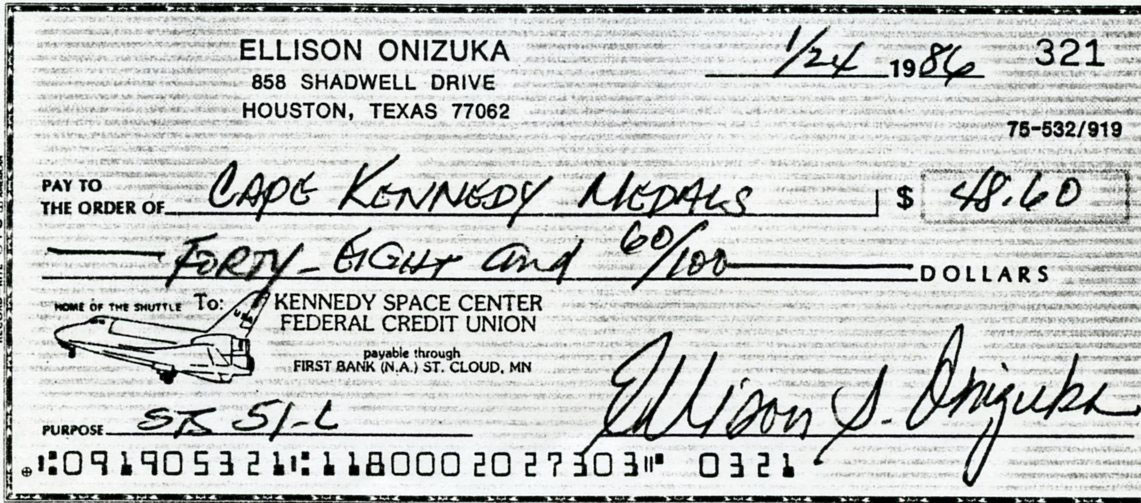 ELLISON ONIZUKA
858 SHADWELL DRIVE
HOUSTON, TEXAS 77062
1/24 1986
321
75-532/919
PAY TO THE ORDER OF CAPE KENNEDY MEDALS $ 48.60
FORTY-EIGHT and 60/100 DOLLARS
HOME OF THE SHUTTLE To: KENNEDY SPACE CENTER
FEDERAL CREDIT UNION
payable through
FIRST BANK (N.A.) ST. CLOUD, MN
USA
PURPOSE STS 51-L
Ellison S. Onizuka
⑆091905321⑆1180002027303⑈ 0321